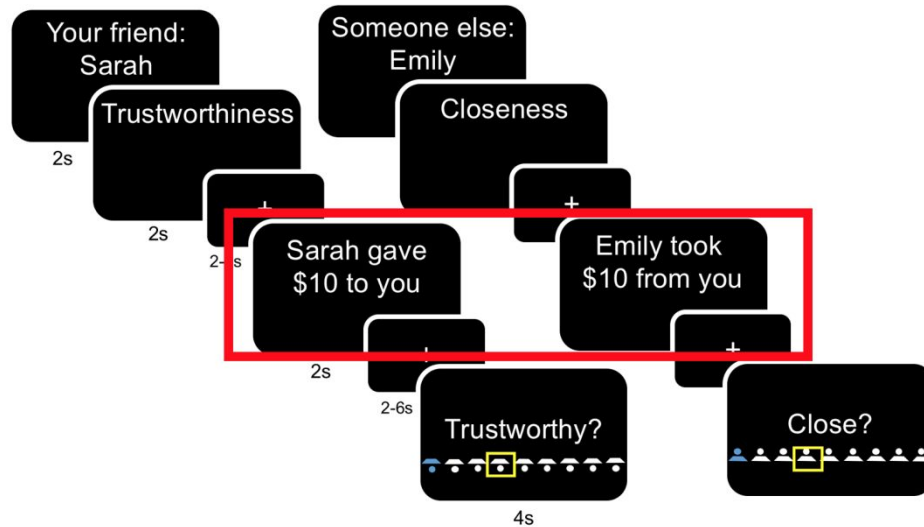 Your friend:
Sarah
Trustworthiness
2s
2s
+
Sarah gave
$10 to you
2s
+
2-6s
Trustworthy?
4s
Someone else:
Emily
Closeness
+
Emily took
$10 from you
+
Close?